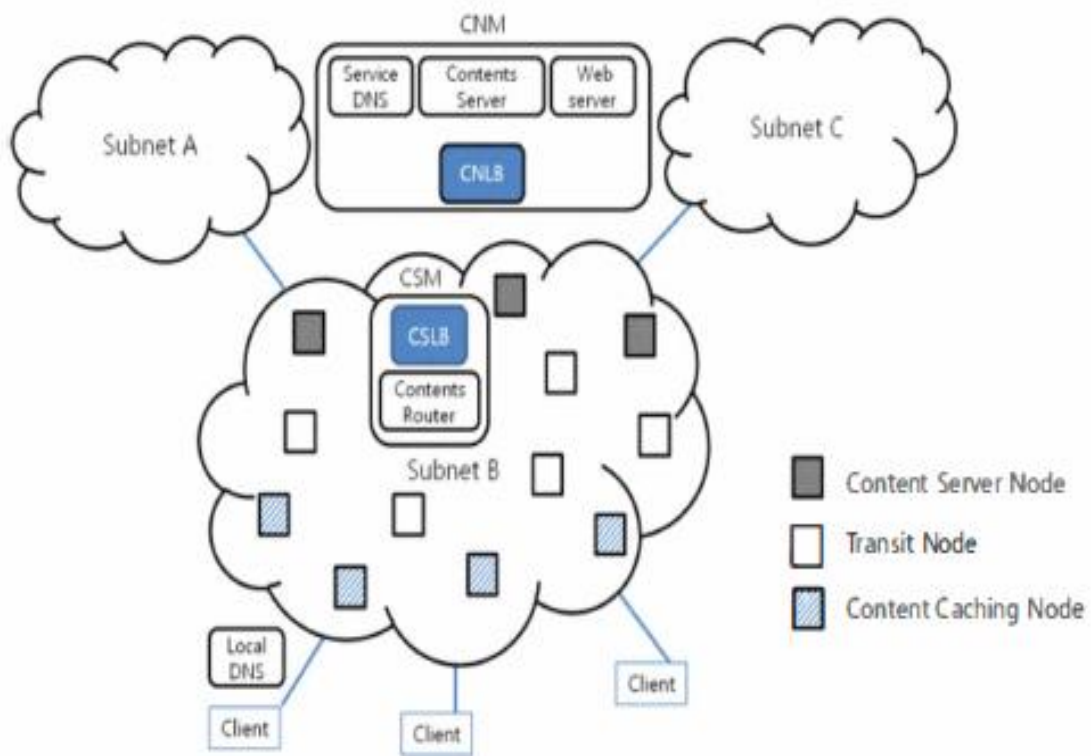 CNM
Service
DNS
Contents
Server
Web
server
CNLB
Subnet A
Subnet C
CSM
CSLB
Contents
Router
Subnet B
Content Server Node
Transit Node
Content Caching Node
Local
DNS
Client
Client
Client